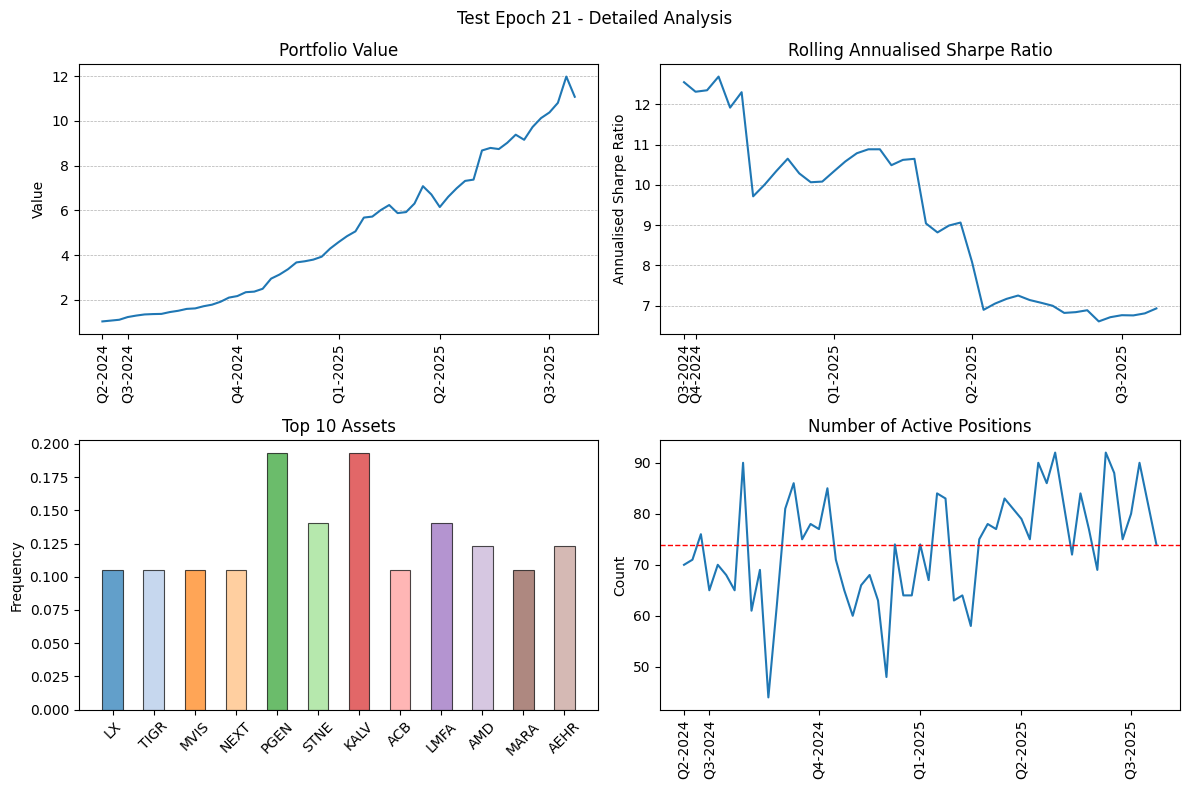 Test Epoch 21 - Detailed Analysis
Portfolio Value
Value
12
10
8
6
4
2
Q2-2024
Q3-2024
Q4-2024
Q1-2025
Q2-2025
Q3-2025
Rolling Annualised Sharpe Ratio
Annualised Sharpe Ratio
12
11
10
9
8
7
Q3-2024
Q4-2024
Q1-2025
Q2-2025
Q3-2025
Top 10 Assets
Frequency
0.200
0.175
0.150
0.125
0.100
0.075
0.050
0.025
0.000
LX
TIGR
MVIS
NEXT
PGEN
STNE
KALV
ACB
LMFA
AMD
MARA
AEHR
Number of Active Positions
Count
90
80
70
60
50
Q2-2024
Q3-2024
Q4-2024
Q1-2025
Q2-2025
Q3-2025